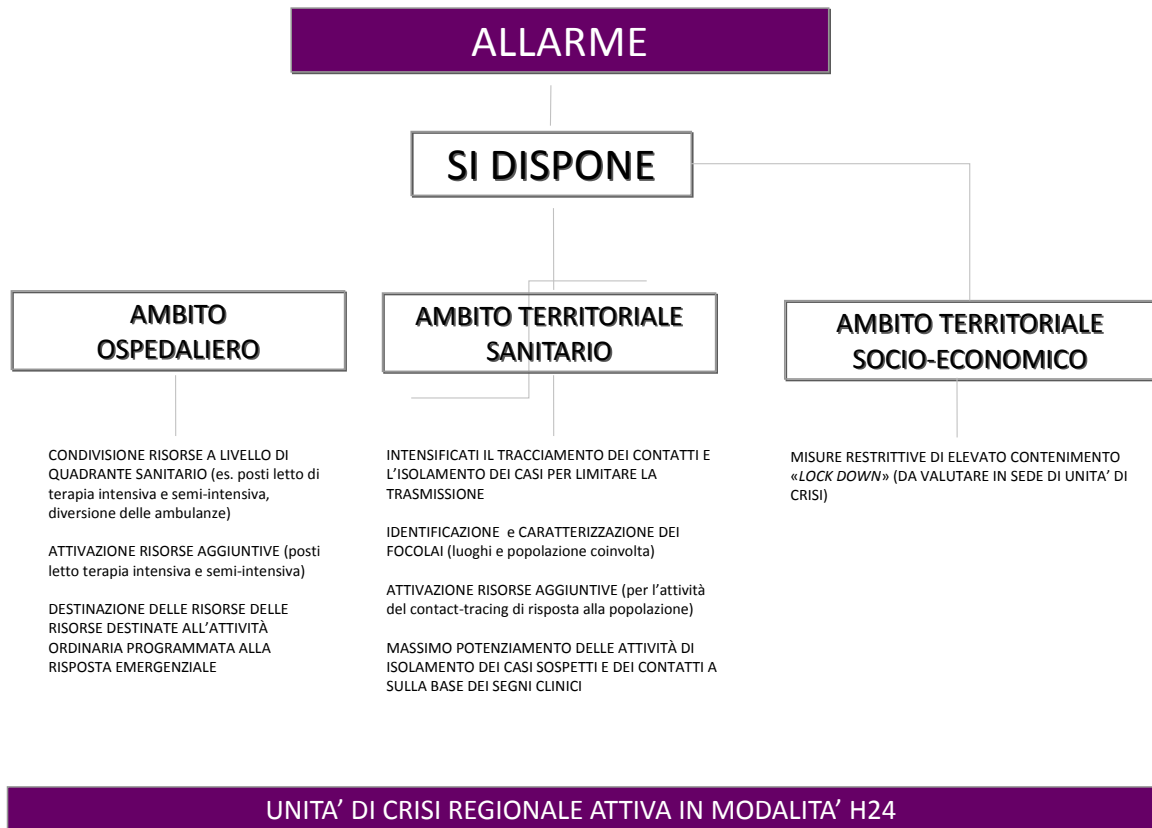 ALLARME
SI DISPONE
AMBITO
OSPEDALIERO
CONDIVISIONE RISORSE A LIVELLO DI
QUADRANTE SANITARIO (es. posti letto di
terapia intensiva e semi-intensiva,
diversione delle ambulanze)
ATTIVAZIONE RISORSE AGGIUNTIVE (posti
letto terapia intensiva e semi-intensiva)
DESTINAZIONE DELLE RISORSE DELLE
RISORSE DESTINATE ALL'ATTIVITÀ
ORDINARIA PROGRAMMATA ALLA
RISPOSTA EMERGENZIALE
AMBITO TERRITORIALE
SANITARIO
INTENSIFICATI IL TRACCIAMENTO DEI CONTATTI E
L'ISOLAMENTO DEI CASI PER LIMITARE LA
TRASMISSIONE
IDENTIFICAZIONE e CARATTERIZZAZIONE DEI
FOCOLAI (luoghi e popolazione coinvolta)
ATTIVAZIONE RISORSE AGGIUNTIVE (per l'attività
del contact-tracing di risposta alla popolazione)
MASSIMO POTENZIAMENTO DELLE ATTIVITÀ DI
ISOLAMENTO DEI CASI SOSPETTI E DEI CONTATTI A
SULLA BASE DEI SEGNI CLINICI
AMBITO TERRITORIALE
SOCIO-ECONOMICO
MISURE RESTRITTIVE DI ELEVATO CONTENIMENTO
«LOCK DOWN» (DA VALUTARE IN SEDE DI UNITA' DI
CRISI)
UNITA' DI CRISI REGIONALE ATTIVA IN MODALITA' H24